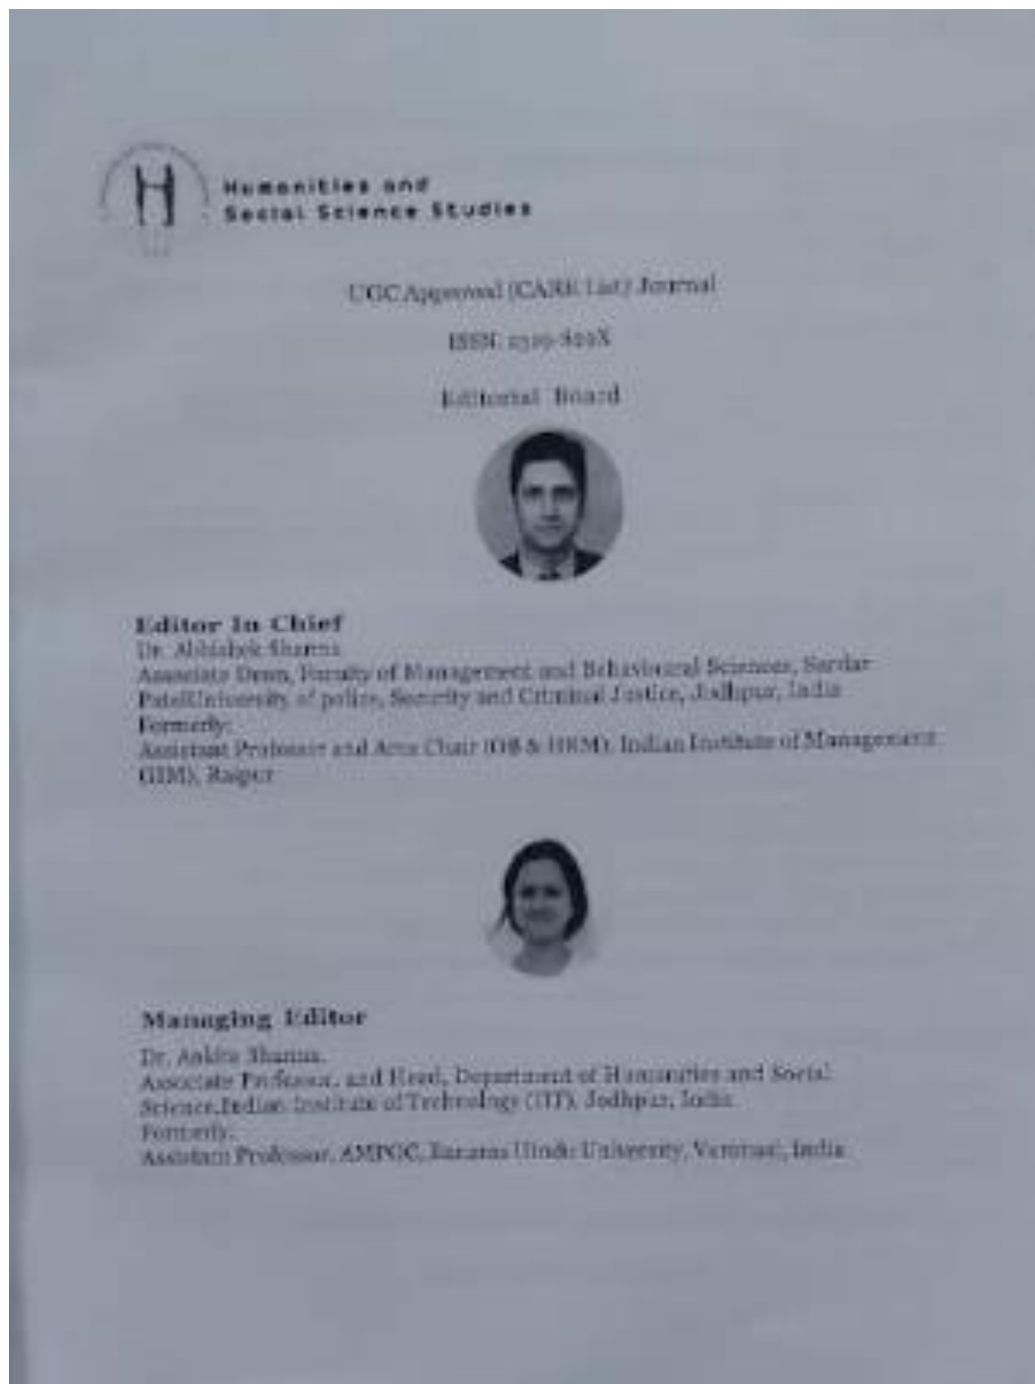 H
Humanities and
Social Science Studies
UGC Approved (CARE List) Journal
ISSN: 2319-829X
Editorial Board
Editor In Chief
Dr. Abhishek Sharma
Associate Dean, Faculty of Management and Behavioural Sciences, Sardar
PatelUniversity of police, Security and Criminal Justice, Jodhpur, India
Formerly:
Assistant Professor and Area Chair (OB & HRM), Indian Institute of Management
(IIM), Raipur
Managing Editor
Dr. Ankita Sharma,
Associate Professor, and Head, Department of Humanities and Social
Science,Indian Institute of Technology (IIT), Jodhpur, India
Formerly:
Assistant Professor, AMPGC, Banaras Hindu University, Varanasi, India